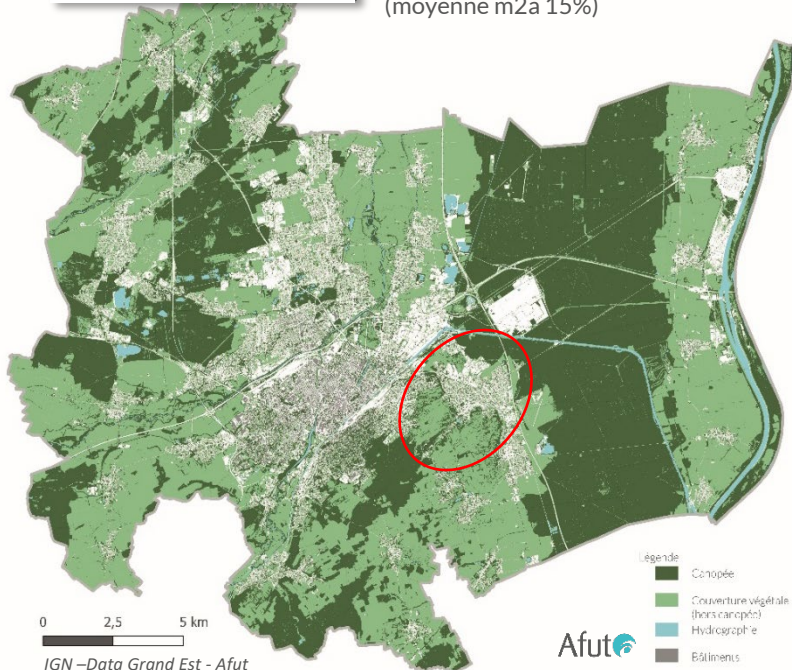 (moyenne m2a 15%)
Légende
Canopée
Couverture végétale
(hors canopée)
Hydrographie
Bâtiments
0 2,5 5 km
Afut
IGN –Data Grand Est - Afut